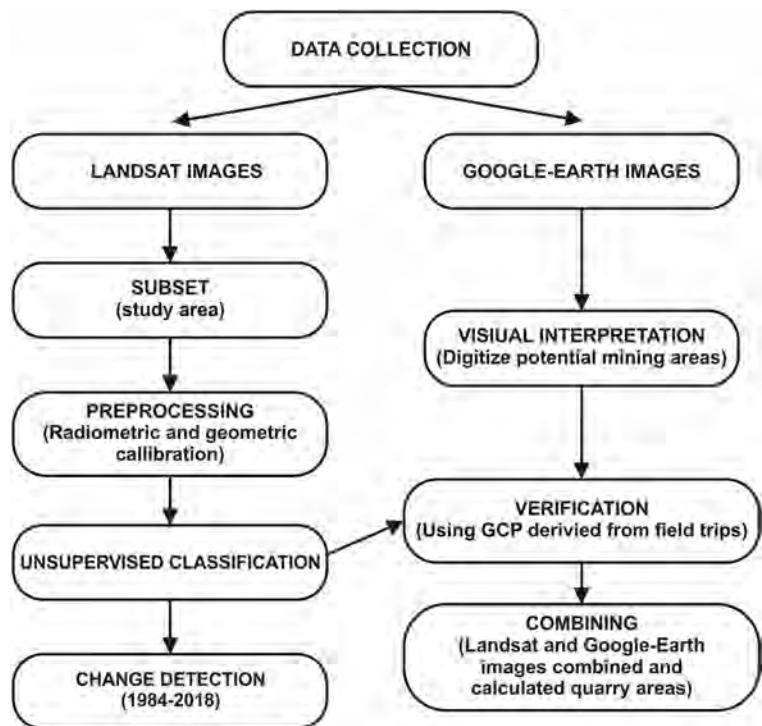 DATA COLLECTION
LANDSAT IMAGES
SUBSET
(study area)
PREPROCESSING
(Radiometric and geometric
callibration)
UNSUPERVISED CLASSIFICATION
CHANGE DETECTION
(1984-2018)
GOOGLE-EARTH IMAGES
VISIUAL INTERPRETATION
(Digitize potential mining areas)
VERIFICATION
(Using GCP derivied from field trips)
COMBINING
(Landsat and Google-Earth
images combined and
calculated quarry areas)